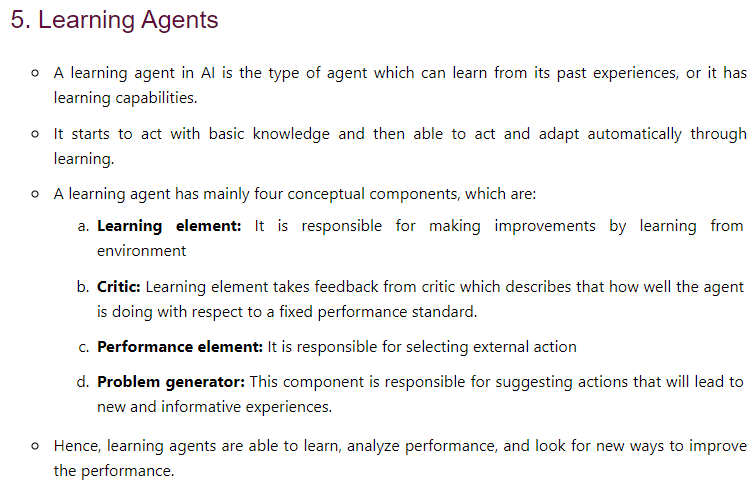 5. Learning Agents
○ A learning agent in AI is the type of agent which can learn from its past experiences, or it has
learning capabilities.
○ It starts to act with basic knowledge and then able to act and adapt automatically through
learning.
○ A learning agent has mainly four conceptual components, which are:
a. Learning element: It is responsible for making improvements by learning from
environment
b. Critic: Learning element takes feedback from critic which describes that how well the agent
is doing with respect to a fixed performance standard.
c. Performance element: It is responsible for selecting external action
d. Problem generator: This component is responsible for suggesting actions that will lead to
new and informative experiences.
○ Hence, learning agents are able to learn, analyze performance, and look for new ways to improve
the performance.